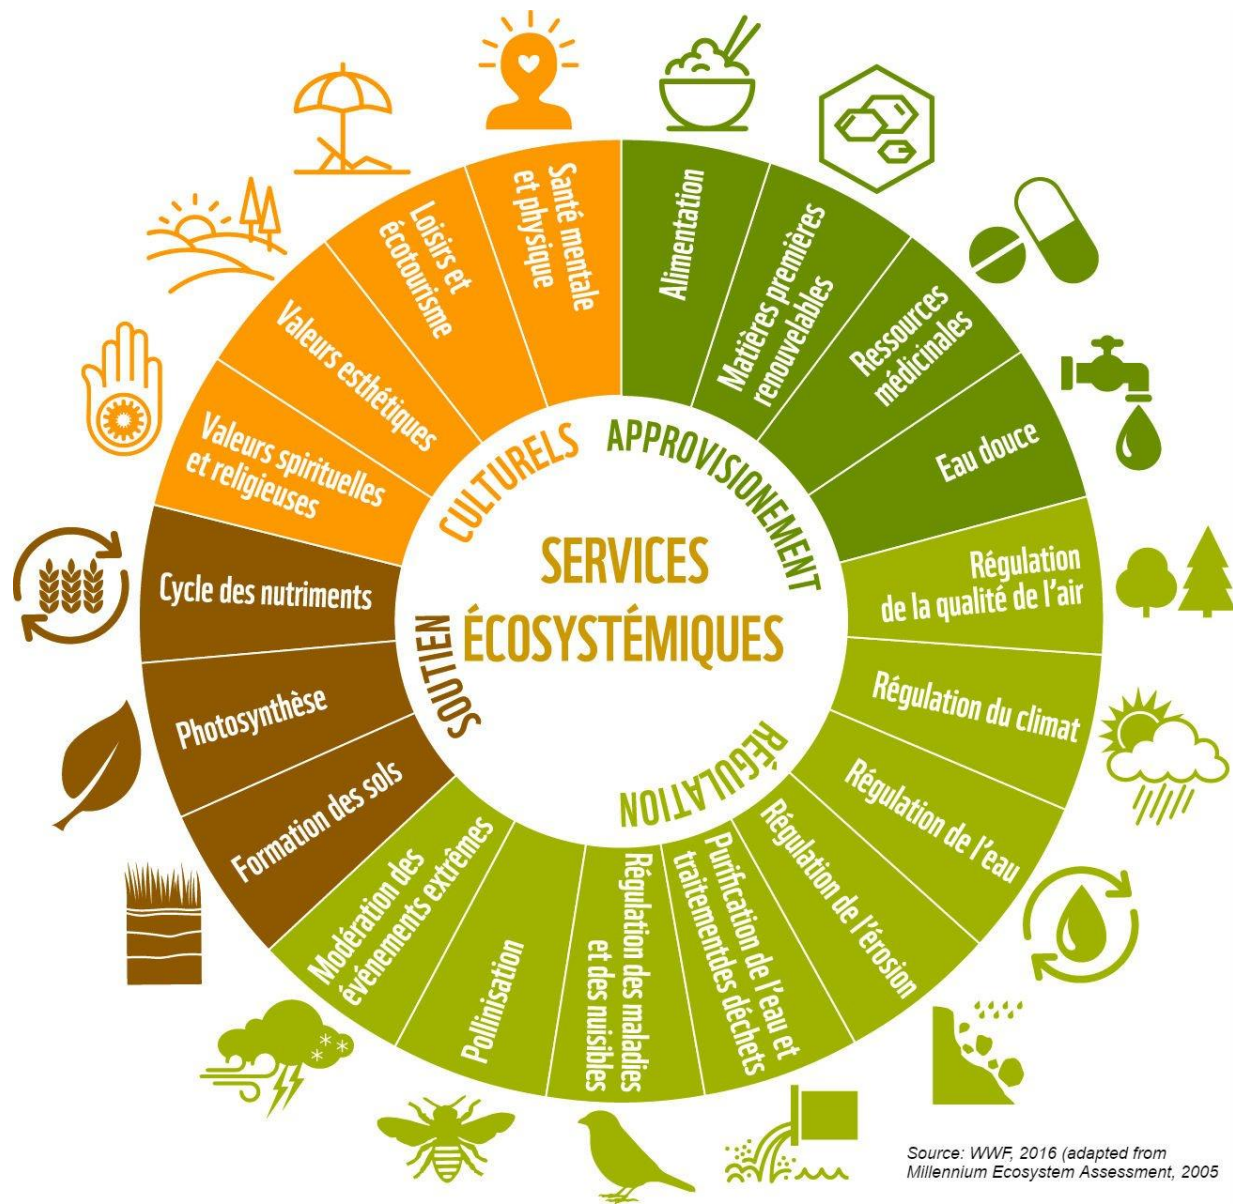 SERVICES
ÉCOSYSTÉMIQUES
APPROVISIONEMENT
Alimentation
Matières premières
renouvelables
Ressources
médicinales
Eau douce
RÉGULATION
Régulation
de la qualité de l'air
Régulation du climat
Régulation de l'eau
Régulation de l'érosion
Purification de l'eau et
traitementdes déchets
Régulation des maladies
et des nuisibles
Pollinisation
Modération des
événements extrêmes
SOUTIEN
Formation des sols
Photosynthèse
Cycle des nutriments
CULTURELS
Valeurs spirituelles
et religieuses
Valeurs esthétiques
Loisirs et
écotourisme
Santé mentale
et physique
Source: WWF, 2016 (adapted from
Millennium Ecosystem Assessment, 2005